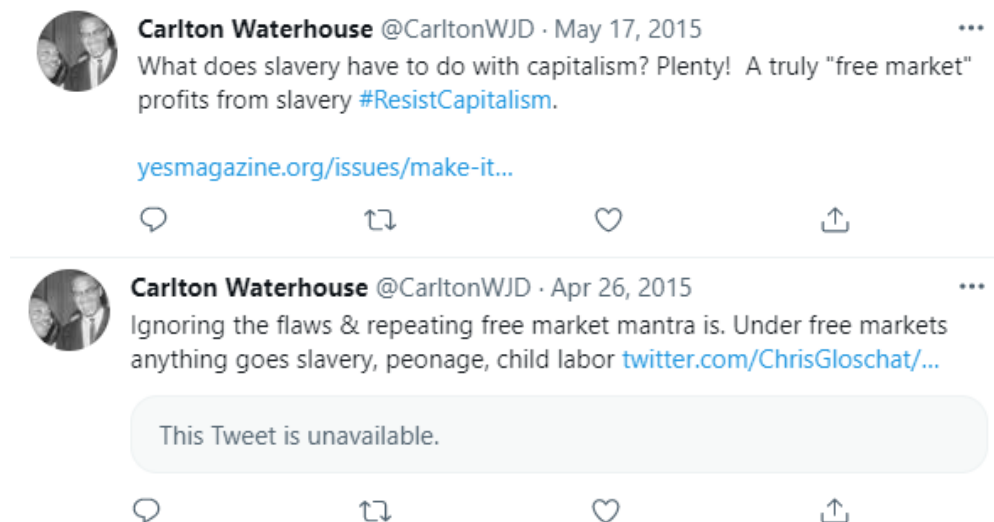 Carlton Waterhouse @CarltonWJD · May 17, 2015
What does slavery have to do with capitalism? Plenty!  A truly "free market"
profits from slavery #ResistCapitalism.
yesmagazine.org/issues/make-it...
Carlton Waterhouse @CarltonWJD · Apr 26, 2015
Ignoring the flaws & repeating free market mantra is. Under free markets
anything goes slavery, peonage, child labor twitter.com/ChrisGloschat/...
This Tweet is unavailable.